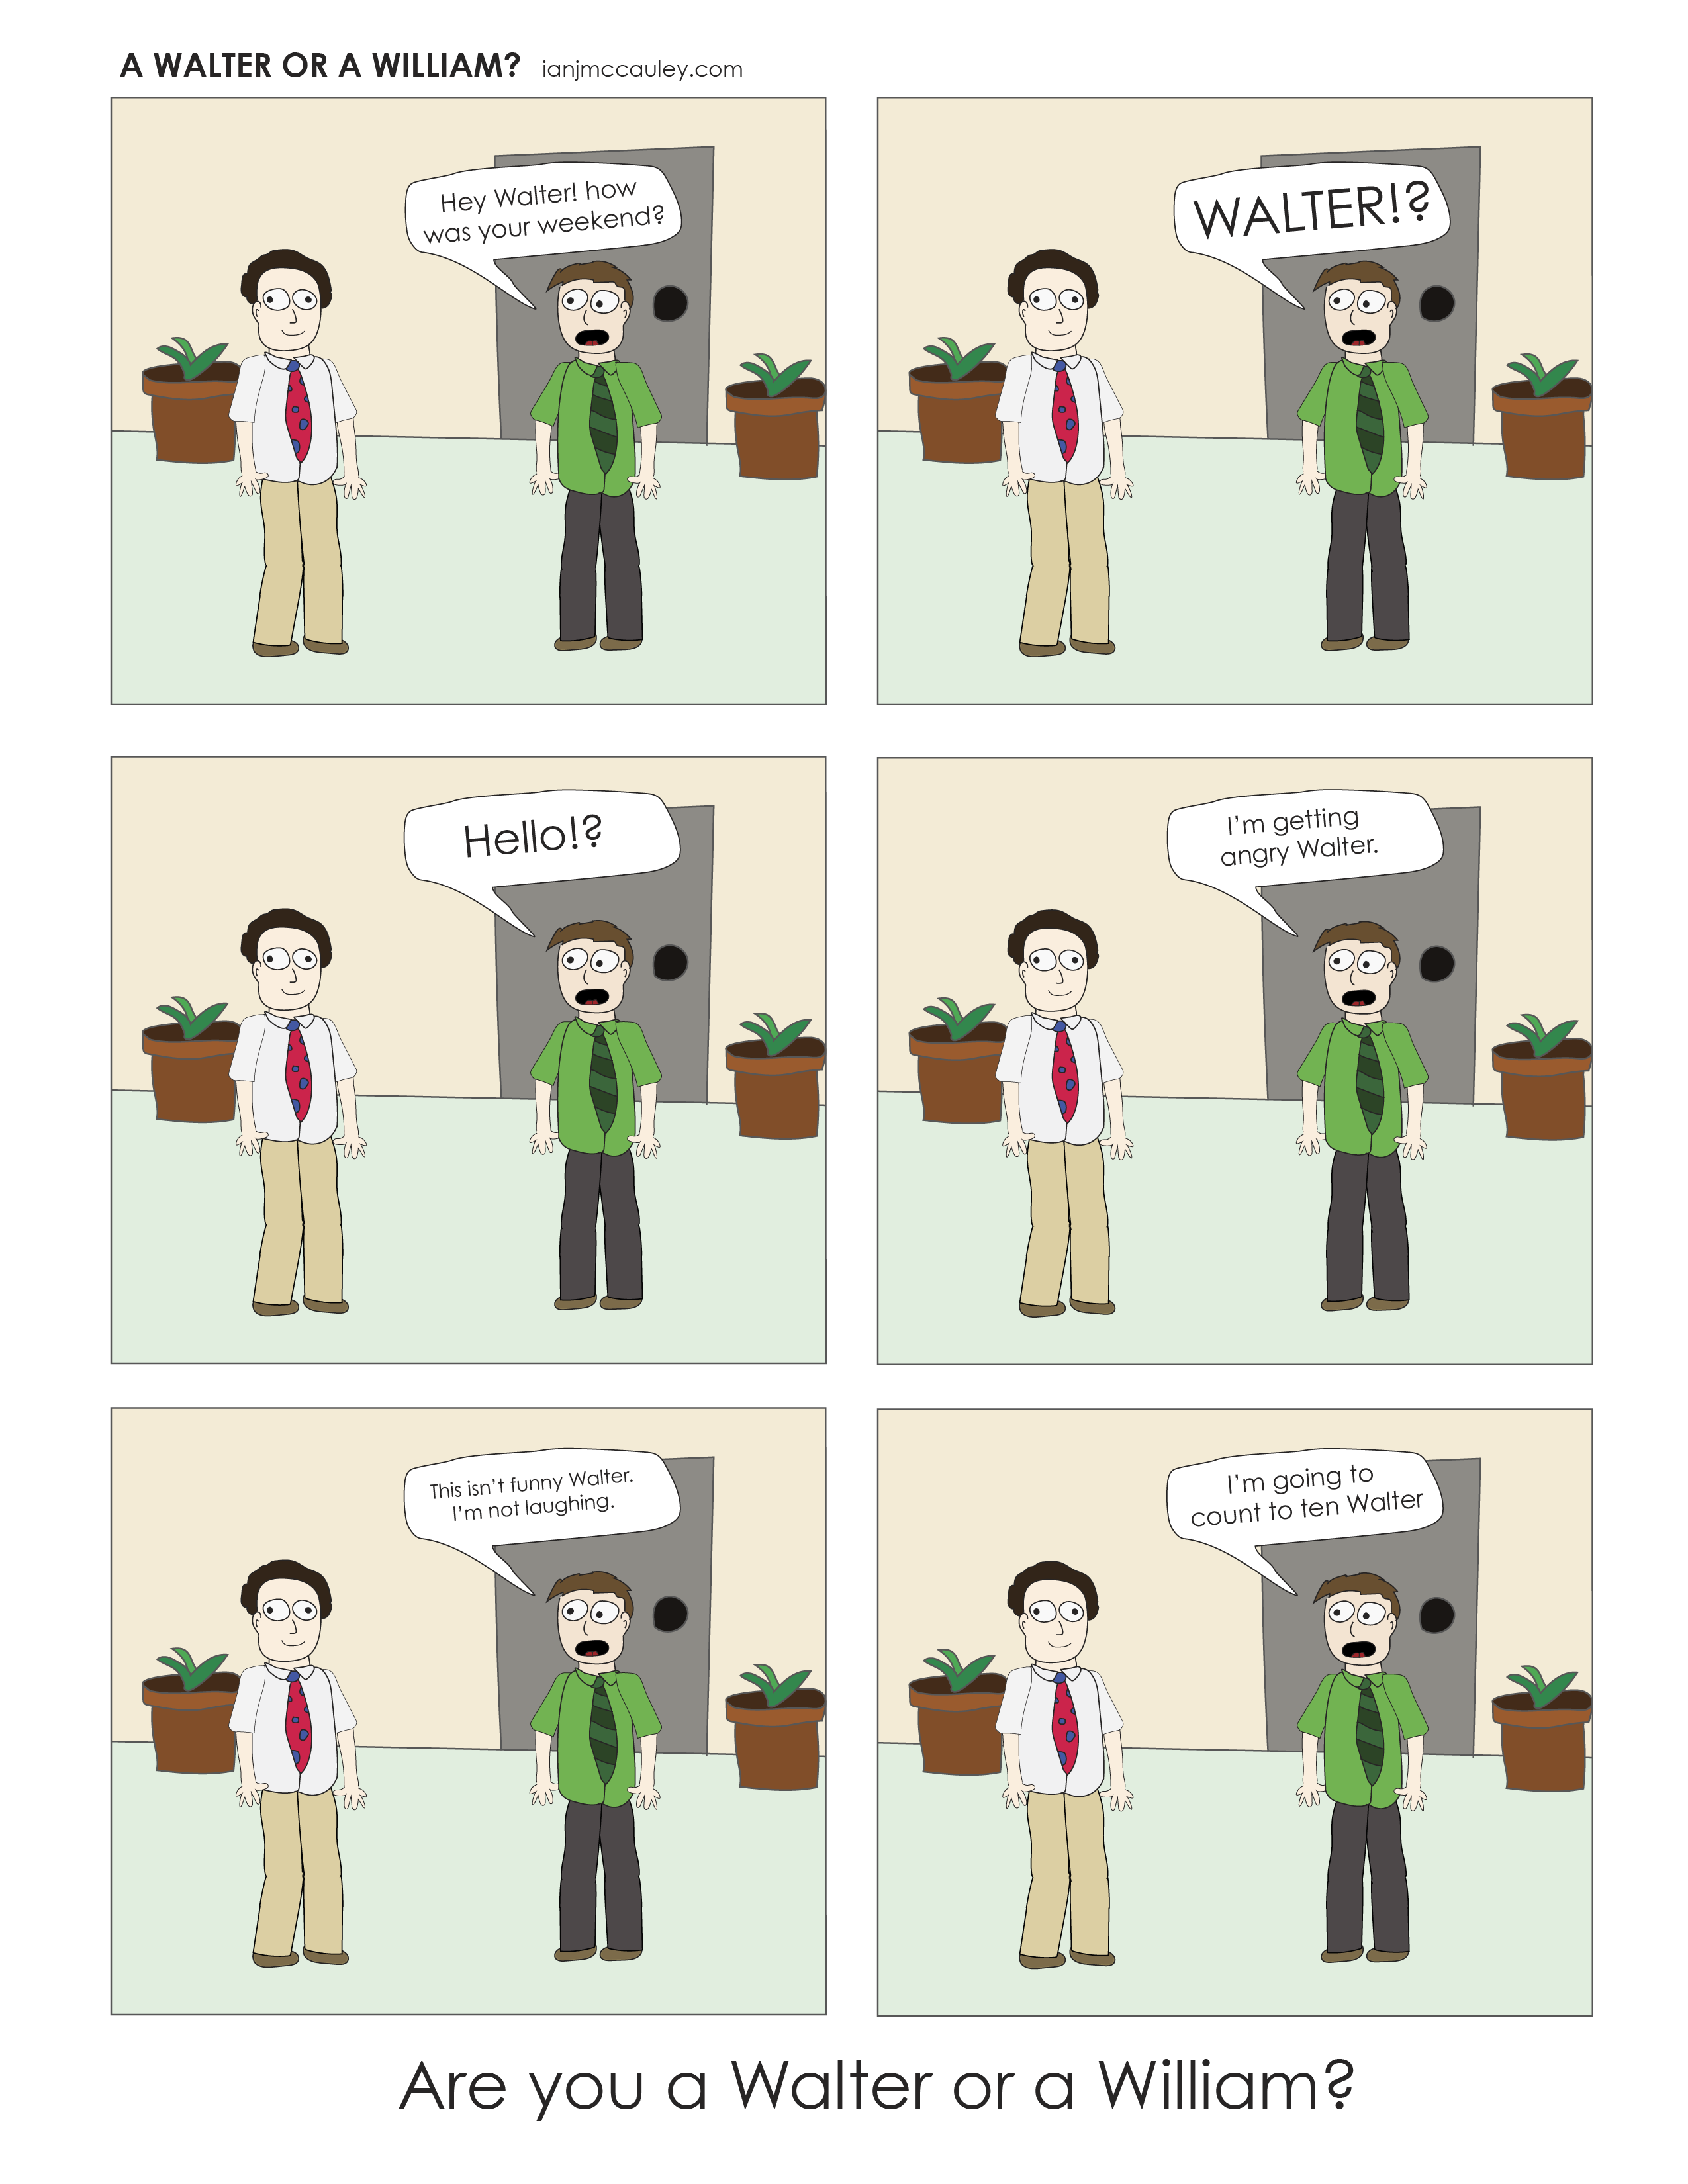 A WALTER OR A WILLIAM? ianjmccauley.com
Hey Walter! how
was your weekend?
WALTER!?
Hello!?
I'm getting
angry Walter.
This isn't funny Walter.
I'm not laughing.
I'm going to
count to ten Walter
Are you a Walter or a William?